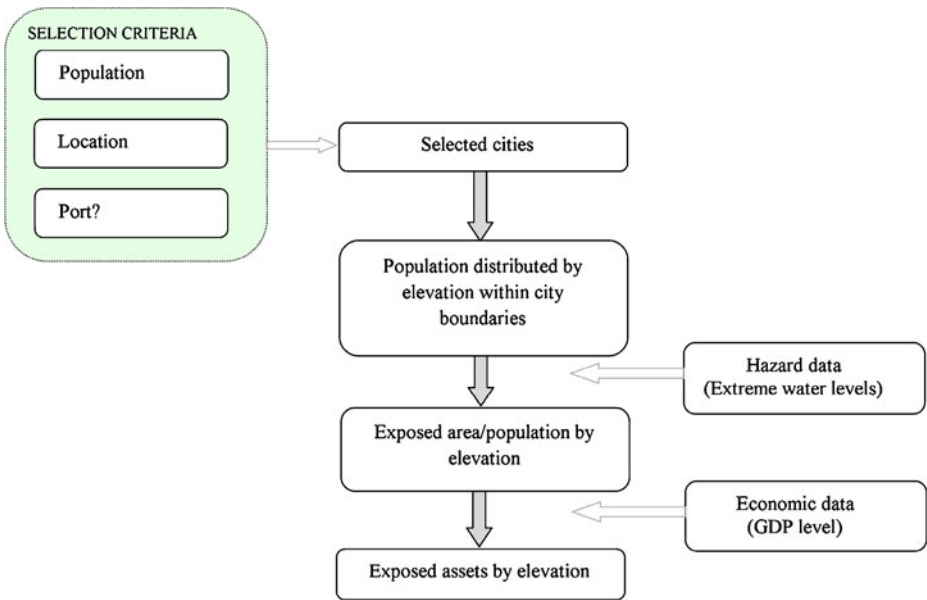 SELECTION CRITERIA
Population
Location
Port?
Selected cities
Population distributed by
elevation within city
boundaries
Hazard data
(Extreme water levels)
Exposed area/population by
elevation
Economic data
(GDP level)
Exposed assets by elevation